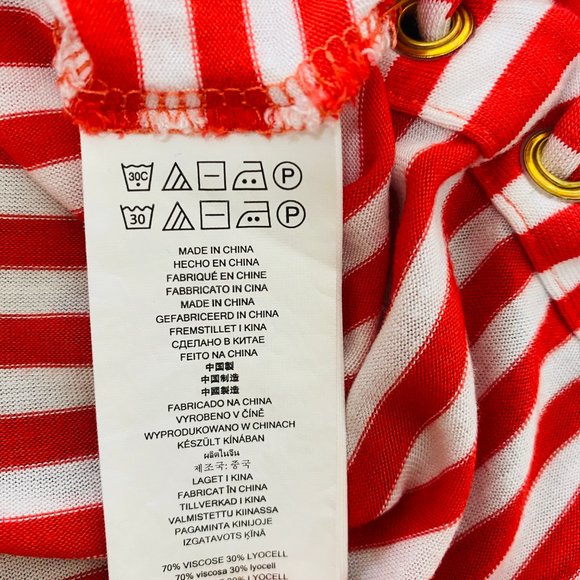 30C P
30 P
MADE IN CHINA
HECHO EN CHINA
FABRIQUÉ EN CHINE
FABBRICATO IN CINA
MADE IN CHINA
GEFABRICEERD IN CHINA
FREMSTILLET I KINA
СДЕЛАНО В КИТАЕ
FEITO NA CHINA
中国製
中国制造
中國製造
FABRICADO NA CHINA
VYROBENO V ČÍNĚ
WYPRODUKOWANO W CHINACH
KÉSZÜLT KÍNÁBAN
ผลิตในจีน
제조국: 중국
LAGET I KINA
FABRICAT ÎN CHINA
TILLVERKAD I KINA
VALMISTETTU KIINASSA
PAGAMINTA KINIJOJE
IZGATAVOTS ĶĪNĀ
70% VISCOSE 30% LYOCELL
70% viscose 30% lyocell